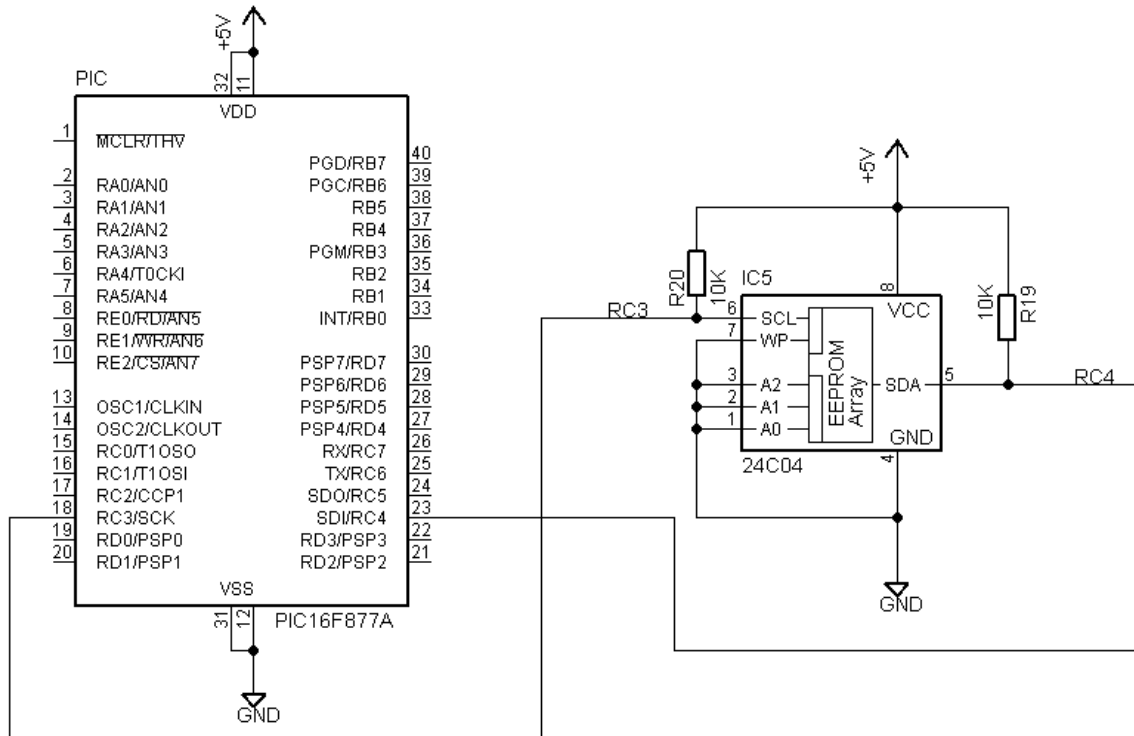 +5V
32 11
PIC
VDD
1 MCLR/THV
PGD/RB7 40
2 RA0/AN0 PGC/RB6 39
3 RA1/AN1 RB5 38
4 RA2/AN2 RB4 37
5 RA3/AN3 PGM/RB3 36
6 RA4/T0CKI RB2 35
7 RA5/AN4 RB1 34
8 RE0/RD/AN5 INT/RB0 33
9 RE1/WR/AN6
10 RE2/CS/AN7 PSP7/RD7 30
PSP6/RD6 29
13 OSC1/CLKIN PSP5/RD5 28
14 OSC2/CLKOUT PSP4/RD4 27
15 RC0/T1OSO RX/RC7 26
16 RC1/T1OSI TX/RC6 25
17 RC2/CCP1 SDO/RC5 24
18 RC3/SCK SDI/RC4 23
19 RD0/PSP0 RD3/PSP3 22
20 RD1/PSP1 RD2/PSP2 21
VSS
31 12
PIC16F877A
GND
+5V
R20 10K
IC5
8
VCC
10K R19
RC3
6 SCL
7 WP
3 A2
2 A1
1 A0
EEPROM
Array
SDA 5
RC4
GND
4
24C04
GND